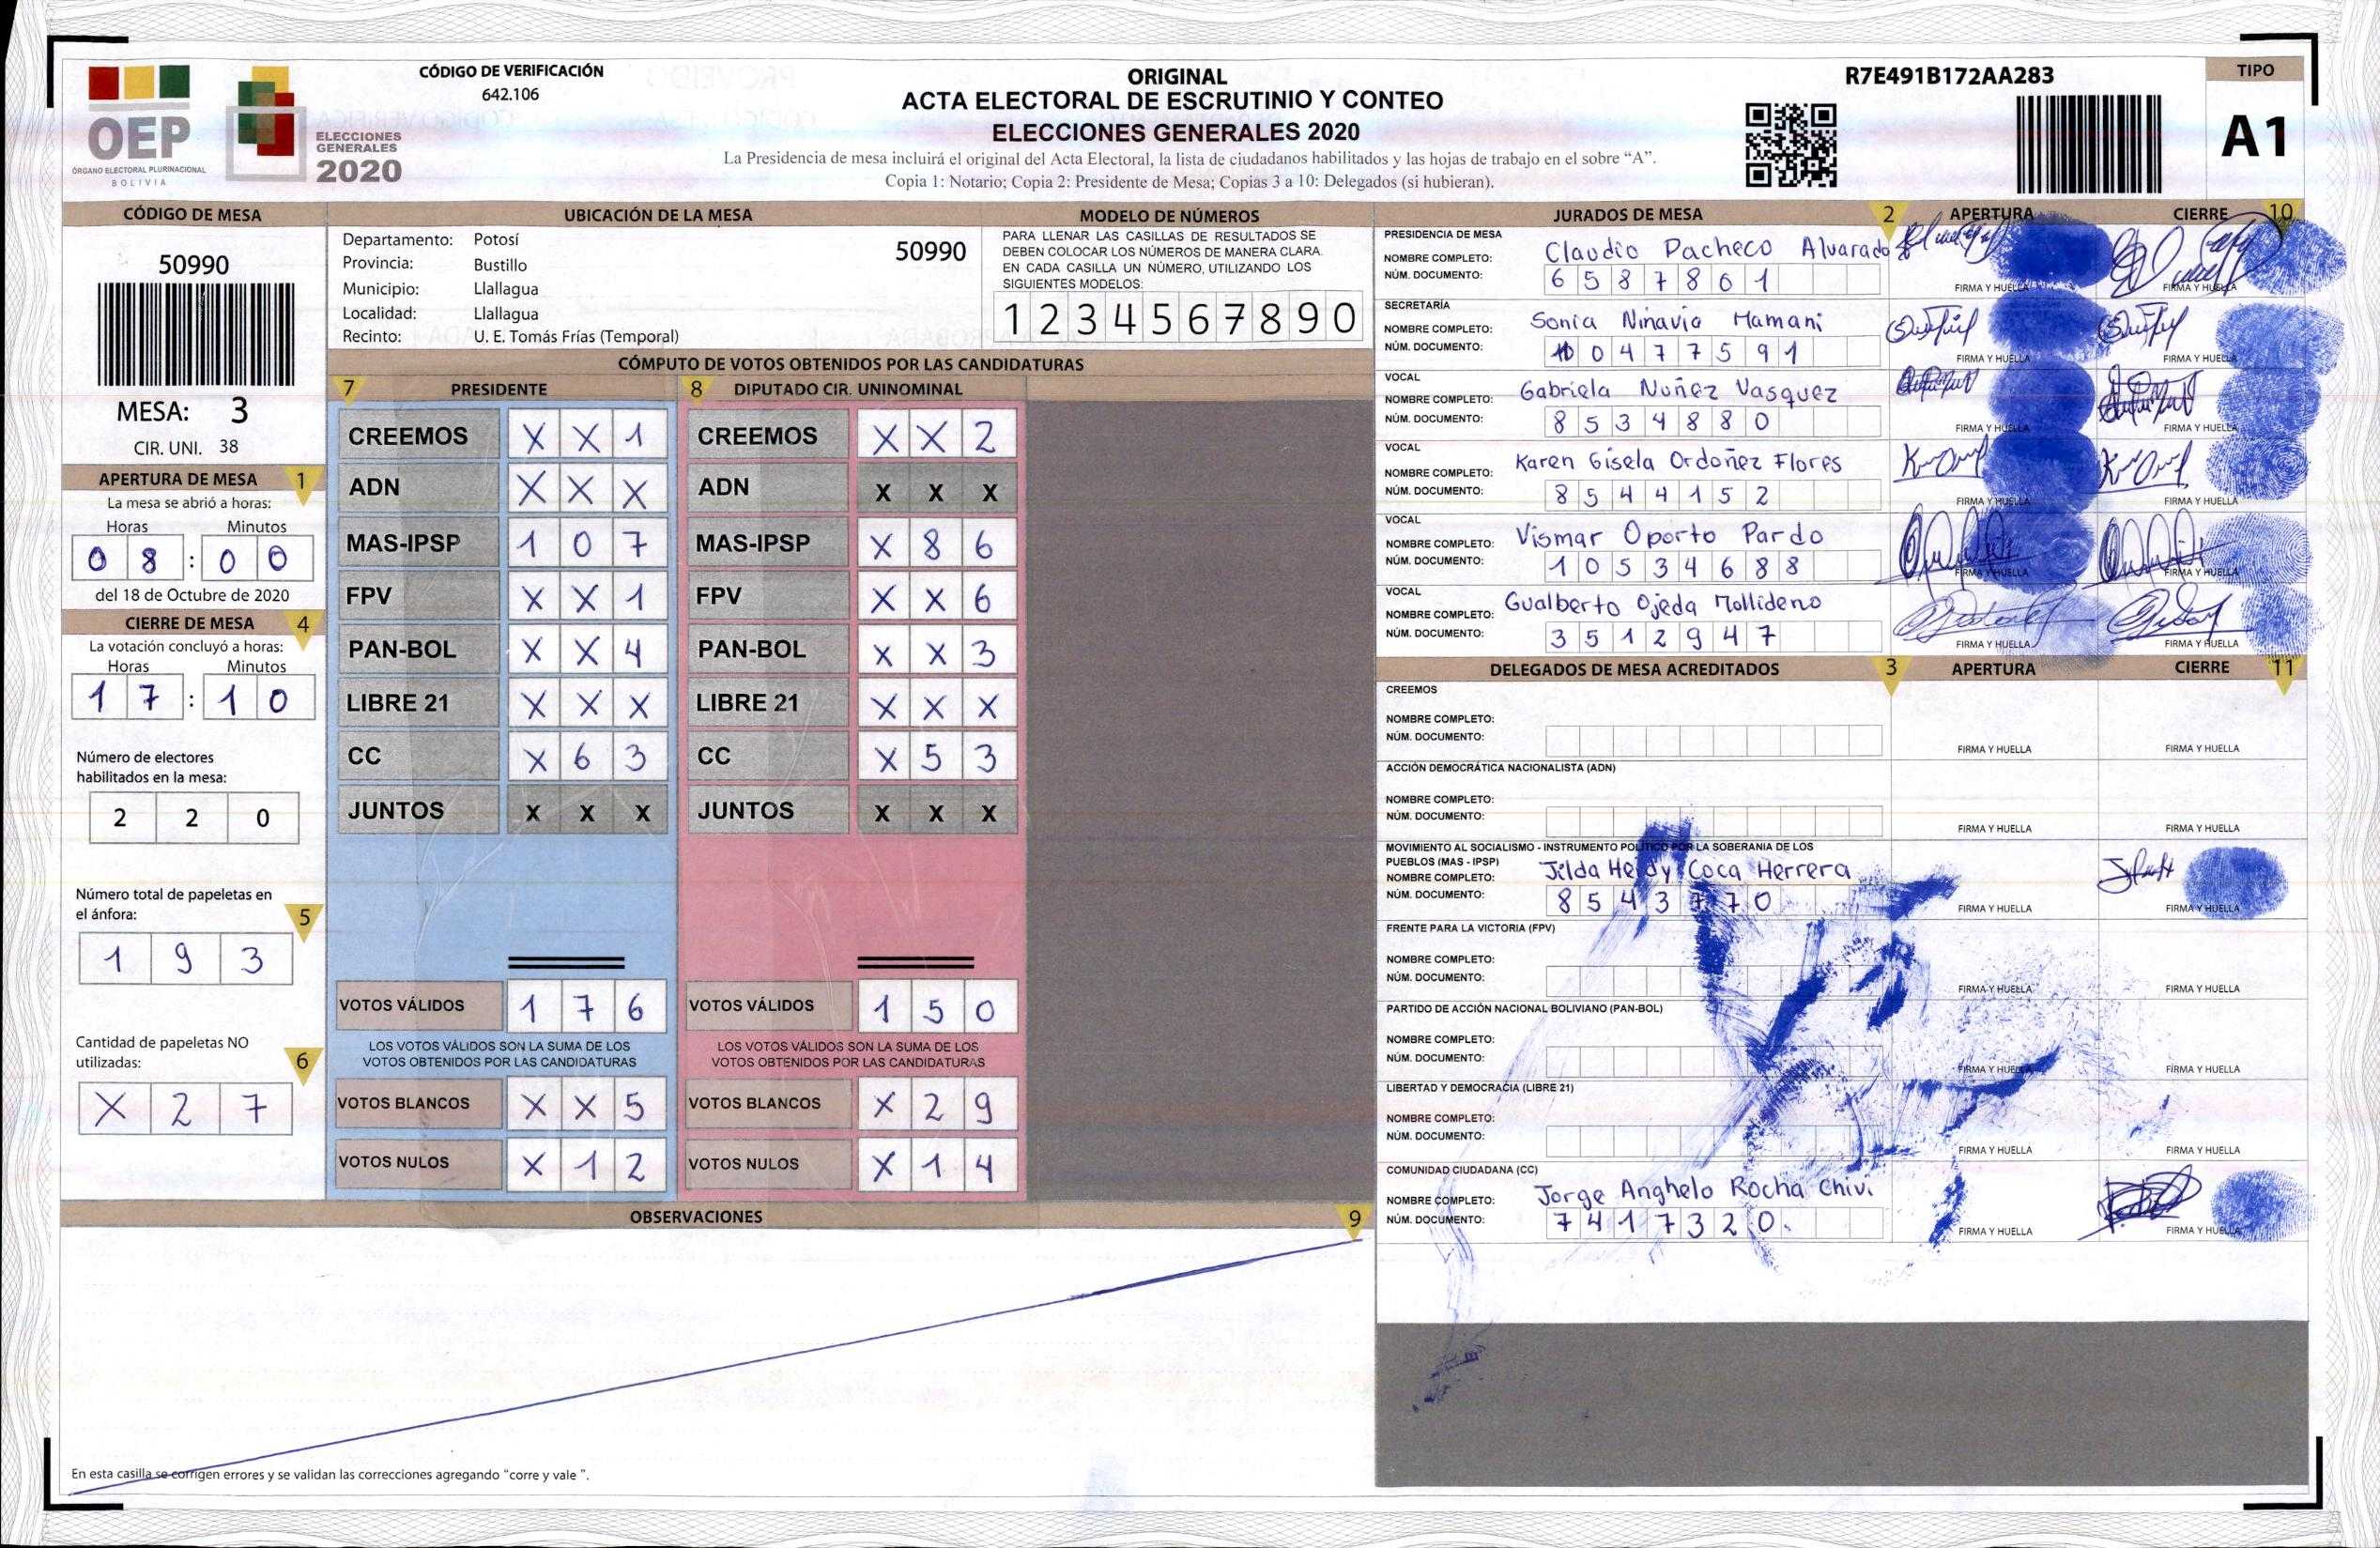 OEP
ÓRGANO ELECTORAL PLURINACIONAL
BOLIVIA
ELECCIONES
GENERALES
2020
CÓDIGO DE VERIFICACIÓN
642.106
ORIGINAL
ACTA ELECTORAL DE ESCRUTINIO Y CONTEO
ELECCIONES GENERALES 2020
La Presidencia de mesa incluirá el original del Acta Electoral, la lista de ciudadanos habilitados y las hojas de trabajo en el sobre “A”.
Copia 1: Notario; Copia 2: Presidente de Mesa; Copias 3 a 10: Delegados (si hubieran).
R7E491B172AA283
TIPO
A1
CÓDIGO DE MESA
50990
MESA: 3
CIR. UNI. 38
APERTURA DE MESA 1
La mesa se abrió a horas:
Horas Minutos
0 8 : 0 0
del 18 de Octubre de 2020
CIERRE DE MESA 4
La votación concluyó a horas:
Horas Minutos
1 7 : 1 0
Número de electores
habilitados en la mesa:
2 2 0
Número total de papeletas en
el ánfora: 5
1 9 3
Cantidad de papeletas NO
utilizadas: 6
X 2 7
UBICACIÓN DE LA MESA
Departamento: Potosí
Provincia: Bustillo
Municipio: Llallagua
Localidad: Llallagua
Recinto: U. E. Tomás Frías (Temporal)
50990
MODELO DE NÚMEROS
PARA LLENAR LAS CASILLAS DE RESULTADOS SE
DEBEN COLOCAR LOS NÚMEROS DE MANERA CLARA.
EN CADA CASILLA UN NÚMERO, UTILIZANDO LOS
SIGUIENTES MODELOS:
1 2 3 4 5 6 7 8 9 0
CÓMPUTO DE VOTOS OBTENIDOS POR LAS CANDIDATURAS
7 PRESIDENTE 8 DIPUTADO CIR. UNINOMINAL
CREEMOS X X 1 CREEMOS X X 2
ADN X X X ADN X X X
MAS-IPSP 1 0 7 MAS-IPSP X 8 6
FPV X X 1 FPV X X 6
PAN-BOL X X 4 PAN-BOL X X 3
LIBRE 21 X X X LIBRE 21 X X X
CC X 6 3 CC X 5 3
JUNTOS X X X JUNTOS X X X
VOTOS VÁLIDOS 1 7 6 VOTOS VÁLIDOS 1 5 0
LOS VOTOS VÁLIDOS SON LA SUMA DE LOS LOS VOTOS VÁLIDOS SON LA SUMA DE LOS
VOTOS OBTENIDOS POR LAS CANDIDATURAS VOTOS OBTENIDOS POR LAS CANDIDATURAS
VOTOS BLANCOS X X 5 VOTOS BLANCOS X 2 9
VOTOS NULOS X 1 2 VOTOS NULOS X 1 4
OBSERVACIONES 9
En esta casilla se corrigen errores y se validan las correcciones agregando “corre y vale ”.
JURADOS DE MESA 2 APERTURA CIERRE 10
PRESIDENCIA DE MESA
NOMBRE COMPLETO: Claudio Pacheco Alvarado
NÚM. DOCUMENTO: 6 5 8 7 8 6 1
FIRMA Y HUELLA FIRMA Y HUELLA
SECRETARÍA
NOMBRE COMPLETO: Sonia Ninavia Mamani
NÚM. DOCUMENTO: 10 0 4 7 7 5 9 1
FIRMA Y HUELLA FIRMA Y HUELLA
VOCAL
NOMBRE COMPLETO: Gabriela Nuñez Vasquez
NÚM. DOCUMENTO: 8 5 3 4 8 8 0
FIRMA Y HUELLA FIRMA Y HUELLA
VOCAL
NOMBRE COMPLETO: Karen Gisela Ordoñez Flores
NÚM. DOCUMENTO: 8 5 4 4 1 5 2
FIRMA Y HUELLA FIRMA Y HUELLA
VOCAL
NOMBRE COMPLETO: Vismar Oporto Pardo
NÚM. DOCUMENTO: 1 0 5 3 4 6 8 8
FIRMA Y HUELLA FIRMA Y HUELLA
VOCAL
NOMBRE COMPLETO: Gualberto Ojeda Mollideno
NÚM. DOCUMENTO: 3 5 1 2 9 4 7
FIRMA Y HUELLA FIRMA Y HUELLA
DELEGADOS DE MESA ACREDITADOS 3 APERTURA CIERRE 11
CREEMOS
NOMBRE COMPLETO:
NÚM. DOCUMENTO:
FIRMA Y HUELLA FIRMA Y HUELLA
ACCIÓN DEMOCRÁTICA NACIONALISTA (ADN)
NOMBRE COMPLETO:
NÚM. DOCUMENTO:
FIRMA Y HUELLA FIRMA Y HUELLA
MOVIMIENTO AL SOCIALISMO - INSTRUMENTO POLÍTICO POR LA SOBERANIA DE LOS
PUEBLOS (MAS - IPSP)
NOMBRE COMPLETO: Jilda Heidy Coca Herrera
NÚM. DOCUMENTO: 8 5 4 3 7 7 0
FIRMA Y HUELLA FIRMA Y HUELLA
FRENTE PARA LA VICTORIA (FPV)
NOMBRE COMPLETO:
NÚM. DOCUMENTO:
FIRMA Y HUELLA FIRMA Y HUELLA
PARTIDO DE ACCIÓN NACIONAL BOLIVIANO (PAN-BOL)
NOMBRE COMPLETO:
NÚM. DOCUMENTO:
FIRMA Y HUELLA FIRMA Y HUELLA
LIBERTAD Y DEMOCRACIA (LIBRE 21)
NOMBRE COMPLETO:
NÚM. DOCUMENTO:
FIRMA Y HUELLA FIRMA Y HUELLA
COMUNIDAD CIUDADANA (CC)
NOMBRE COMPLETO: Jorge Anghelo Rocha Chivi
NÚM. DOCUMENTO: 7 4 1 7 3 2 0.
FIRMA Y HUELLA FIRMA Y HUELLA